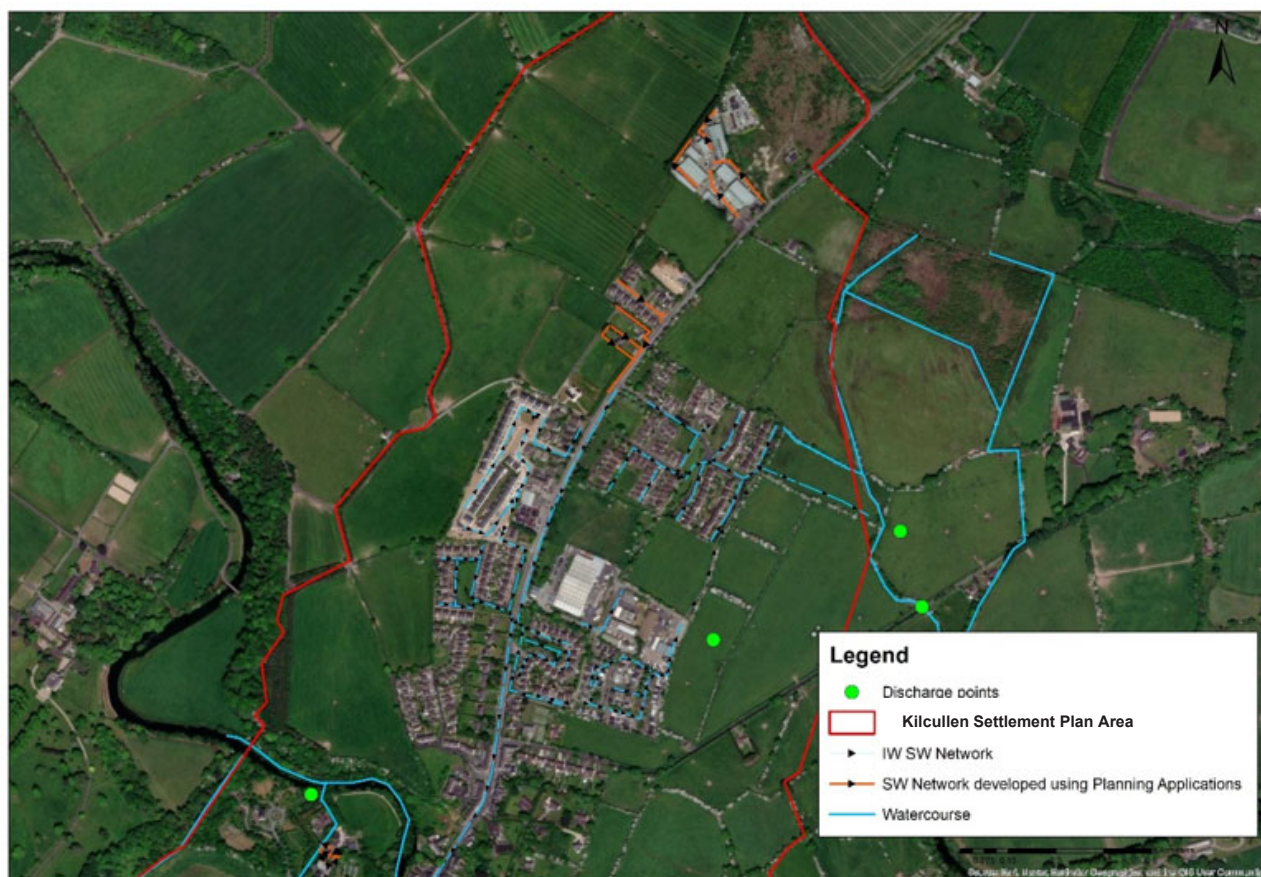 N
Legend
Discharge points
Kilcullen Settlement Plan Area
IW SW Network
SW Network developed using Planning Applications
Watercourse